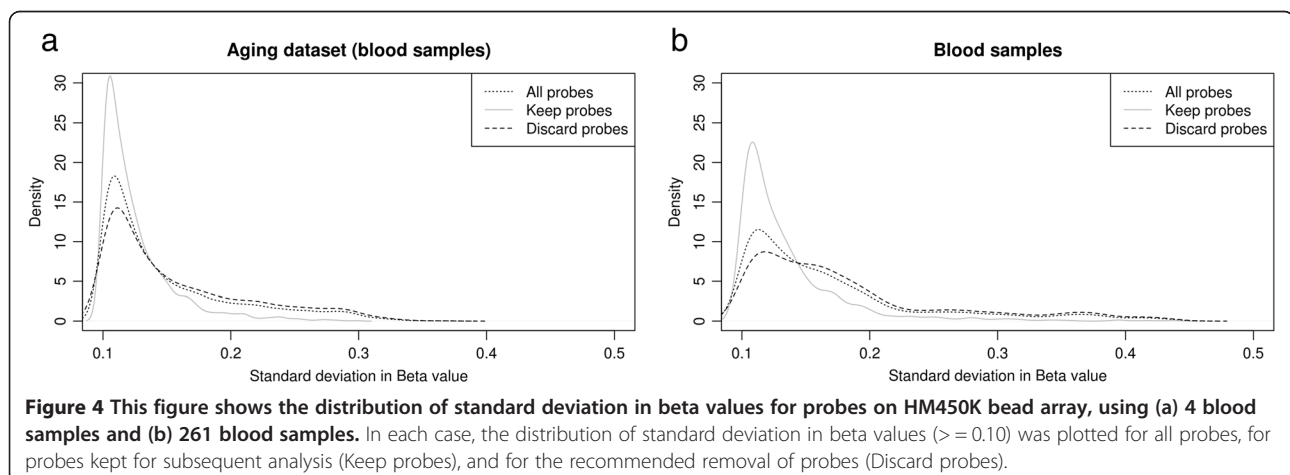 a
Aging dataset (blood samples)
All probes
Keep probes
Discard probes
Density
0
5
10
15
20
25
30
0.1
0.2
0.3
0.4
0.5
Standard deviation in Beta value
b
Blood samples
All probes
Keep probes
Discard probes
Density
0
5
10
15
20
25
30
0.1
0.2
0.3
0.4
0.5
Standard deviation in Beta value
Figure 4 This figure shows the distribution of standard deviation in beta values for probes on HM450K bead array, using (a) 4 blood
samples and (b) 261 blood samples. In each case, the distribution of standard deviation in beta values (> = 0.10) was plotted for all probes, for
probes kept for subsequent analysis (Keep probes), and for the recommended removal of probes (Discard probes).